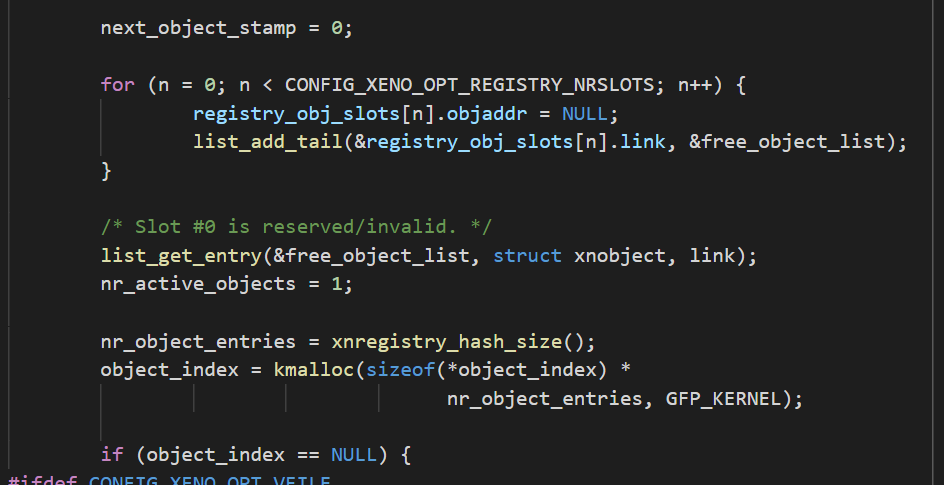 next_object_stamp = 0;
for (n = 0; n < CONFIG_XENO_OPT_REGISTRY_NRSLOTS; n++) {
registry_obj_slots[n].objaddr = NULL;
list_add_tail(&registry_obj_slots[n].link, &free_object_list);
}
/* Slot #0 is reserved/invalid. */
list_get_entry(&free_object_list, struct xnobject, link);
nr_active_objects = 1;
nr_object_entries = xnregistry_hash_size();
object_index = kmalloc(sizeof(*object_index) *
nr_object_entries, GFP_KERNEL);
if (object_index == NULL) {
#ifdef CONFIG_XENO_OPT_VFILE